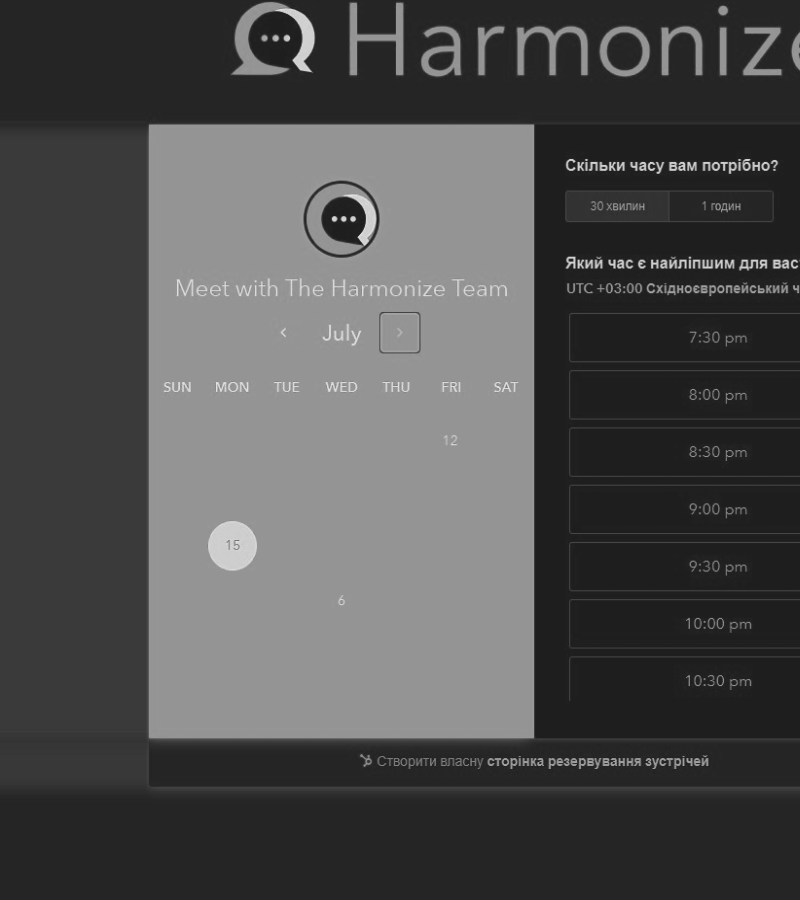 Harmonize
Meet with The Harmonize Team
July
SUN MON TUE WED THU FRI SAT
12
15
6
Скільки часу вам потрібно?
30 хвилин 1 годин
Який час є найліпшим для вас
UTC +03:00 Східноєвропейський ч
7:30 pm
8:00 pm
8:30 pm
9:00 pm
9:30 pm
10:00 pm
10:30 pm
Створити власну сторінка резервування зустрічей